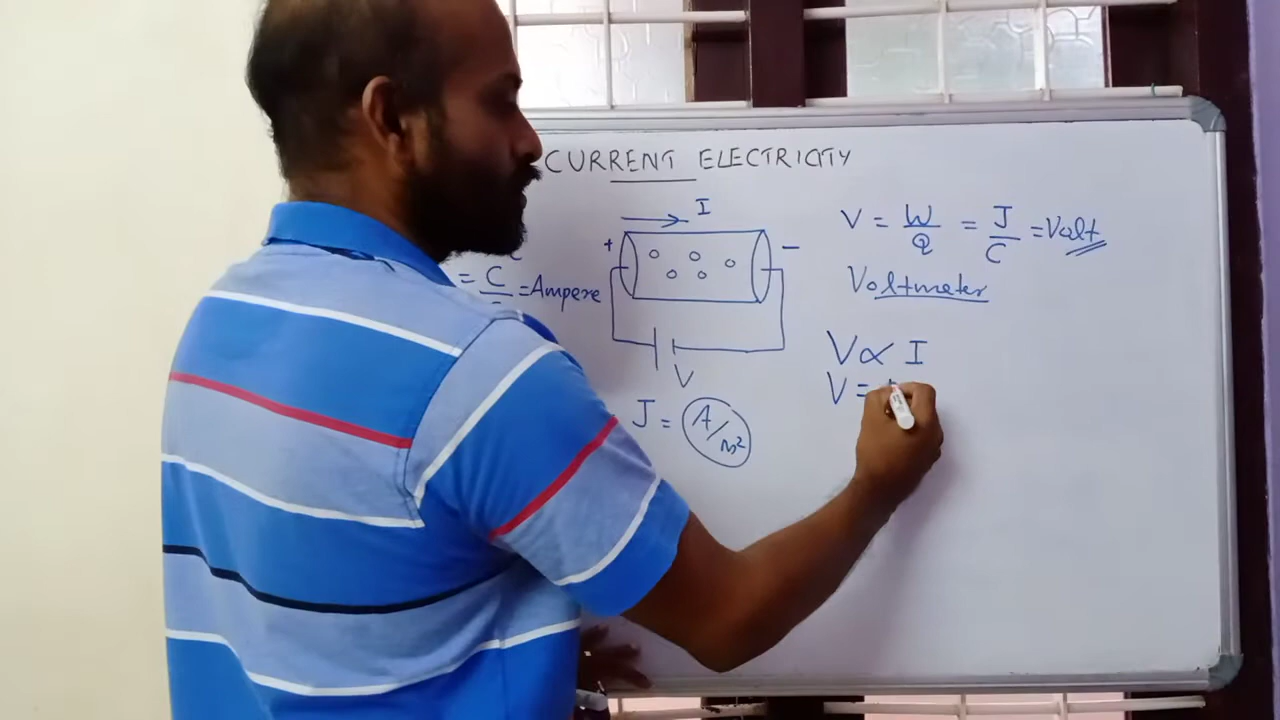 CURRENT ELECTRICITY
= C/ = Ampere
I
+ −
V
J = A/m²
V = W/Q = J/C = Volt
Voltmeter
V ∝ I
V =